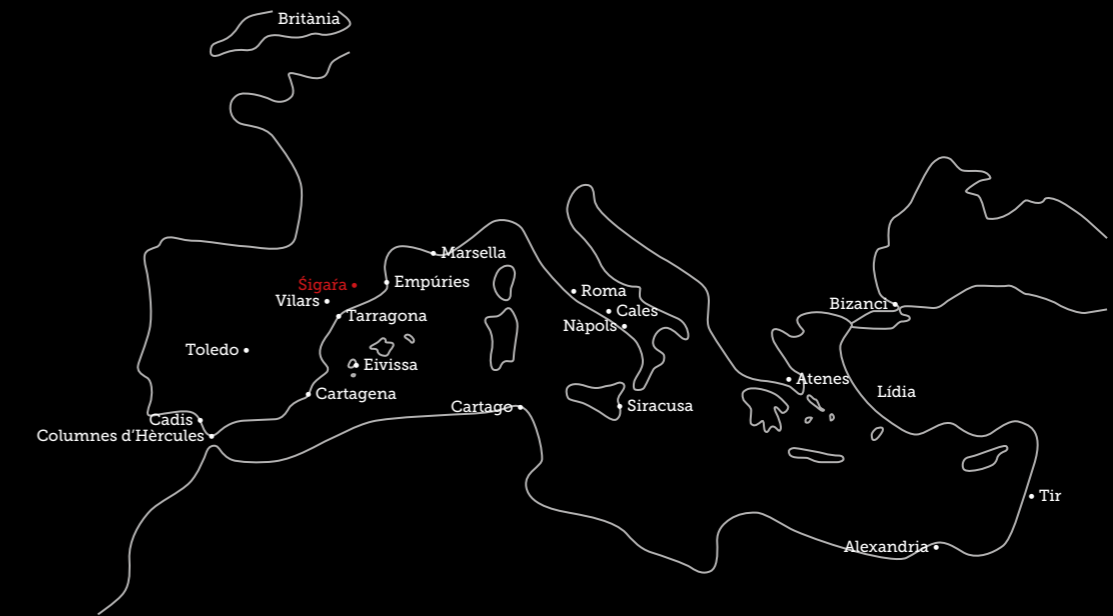 Britània
Marsella
Empúries
Śigaŕa
Roma
Vilars
Bizanci
Cales
Tarragona
Nàpols
Toledo
Eivissa
Atenes
Lídia
Cartagena
Cartago
Siracusa
Cadis
Columnes d’Hèrcules
Tir
Alexandria